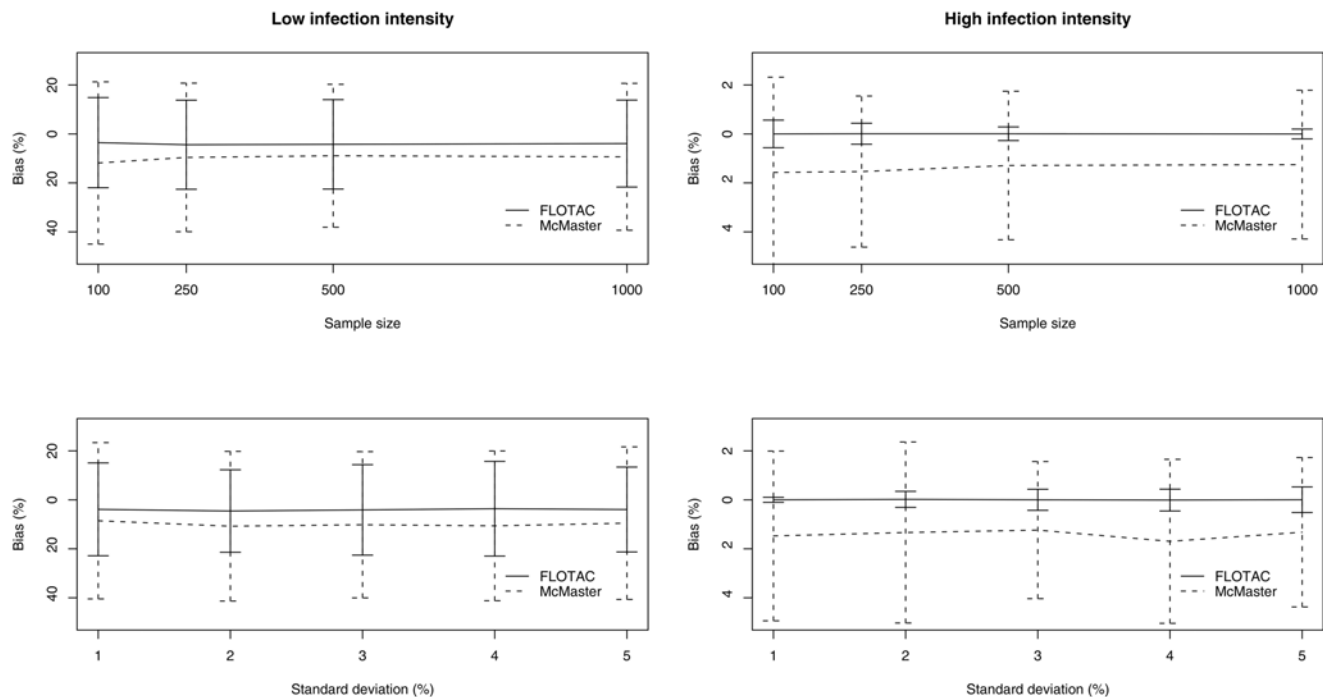 Low infection intensity
20
0
20
40
Bias (%)
FLOTAC
McMaster
100
250
500
1000
Sample size
High infection intensity
2
0
2
4
Bias (%)
FLOTAC
McMaster
100
250
500
1000
Sample size
20
0
20
40
Bias (%)
FLOTAC
McMaster
1
2
3
4
5
Standard deviation (%)
2
0
2
4
Bias (%)
FLOTAC
McMaster
1
2
3
4
5
Standard deviation (%)